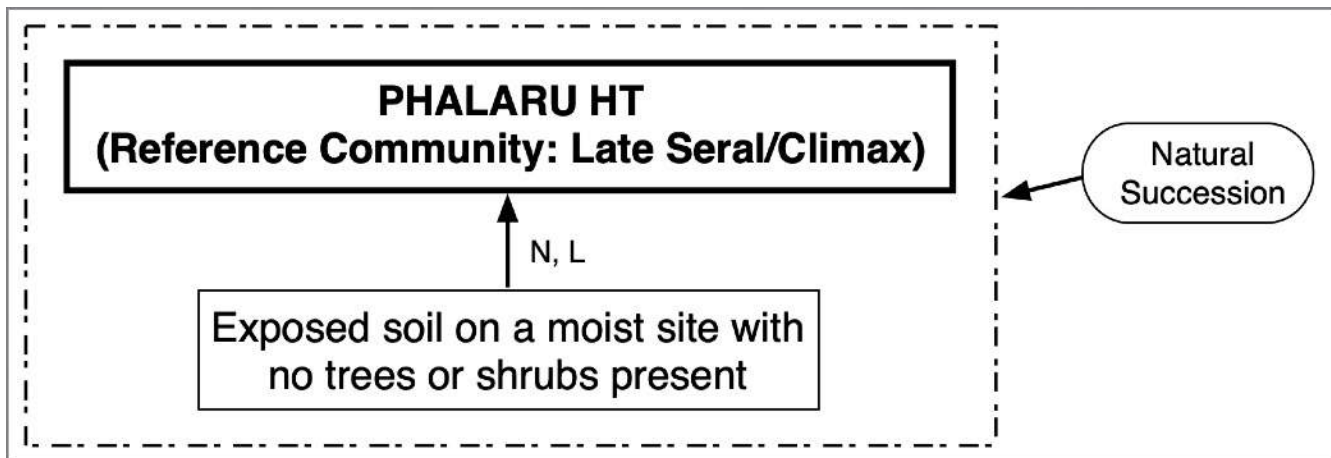 PHALARU HT
(Reference Community: Late Seral/Climax)
Natural
Succession
N, L
Exposed soil on a moist site with
no trees or shrubs present